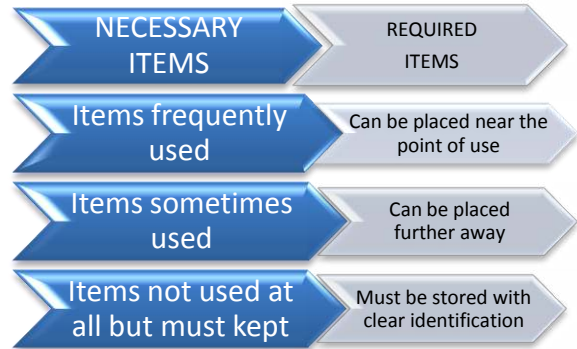 NECESSARY
ITEMS
REQUIRED
ITEMS
Items frequently
used
Can be placed near the
point of use
Items sometimes
used
Can be placed
further away
Items not used at
all but must kept
Must be stored with
clear identification